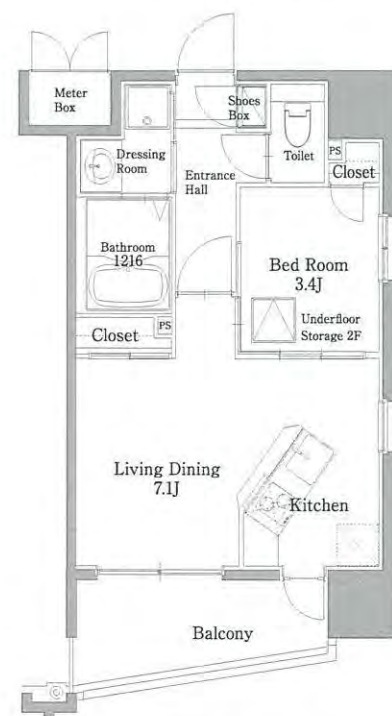 Meter
Box
Shoes
Box
Dressing
Room
Toilet
PS
Closet
Entrance
Hall
Bathroom
1216
Bed Room
3.4J
Closet
PS
Underfloor
Storage 2F
Living Dining
7.1J
Kitchen
Balcony